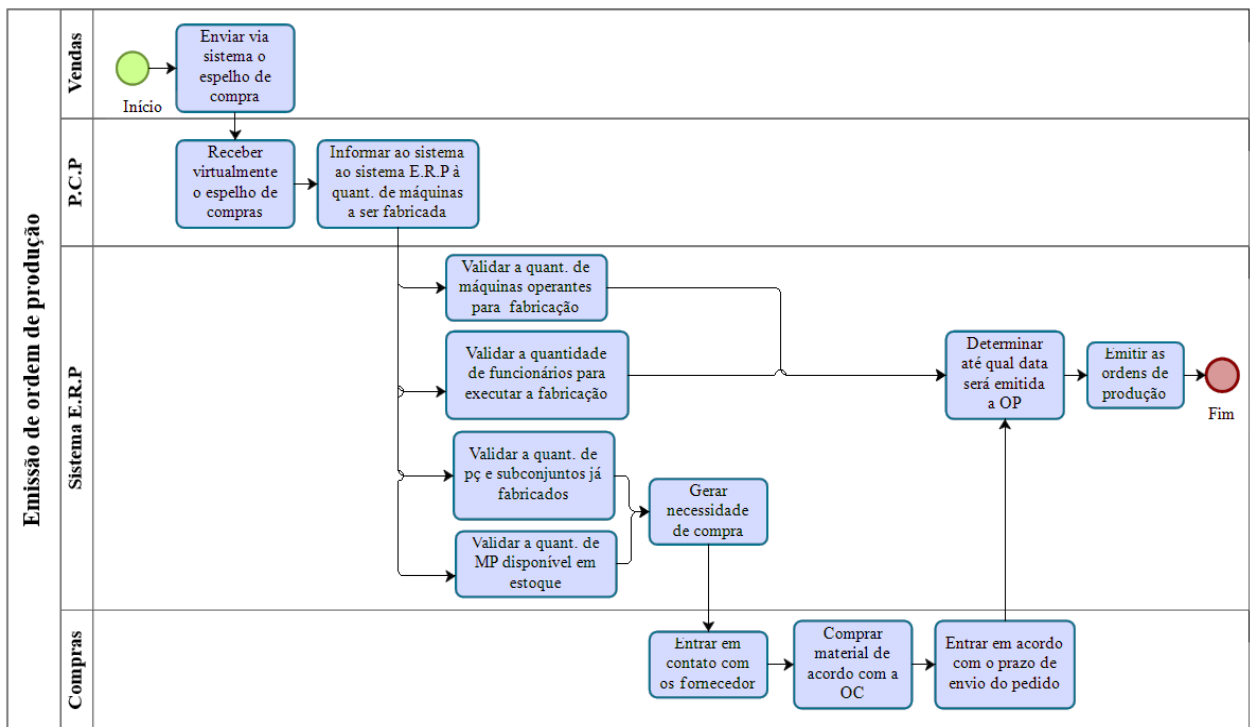 Emissão de ordem de produção
Vendas
Início
Enviar via
sistema o
espelho de
compra
P.C.P
Receber
virtualmente
o espelho de
compras
Informar ao sistema
ao sistema E.R.P à
quant. de máquinas
a ser fabricada
Sistema E.R.P
Validar a quant. de
máquinas operantes
para fabricação
Validar a quantidade
de funcionários para
executar a fabricação
Validar a quant. de
pç e subconjuntos já
fabricados
Validar a quant. de
MP disponível em
estoque
Gerar
necessidade
de compra
Determinar
até qual data
será emitida
a OP
Emitir as
ordens de
produção
Fim
Compras
Entrar em
contato com
os fornecedor
Comprar
material de
acordo com a
OC
Entrar em acordo
com o prazo de
envio do pedido